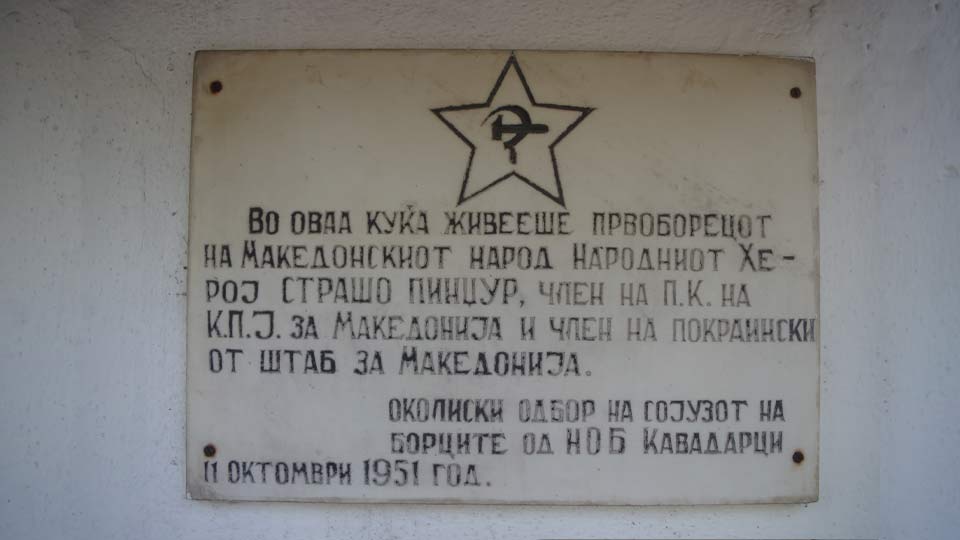 Во оваа куќа живееше првоборецот
на Македонскиот народ Народниот Хе-
рој СТРАШО ПИНЏУР, член на П.К. на
К.П.Ј. за Македонија и член на покраински
от штаб за Македонија.
околиски одбор на сојузот на
борците од НОБ Кавадарци
11 октомври 1951 год.